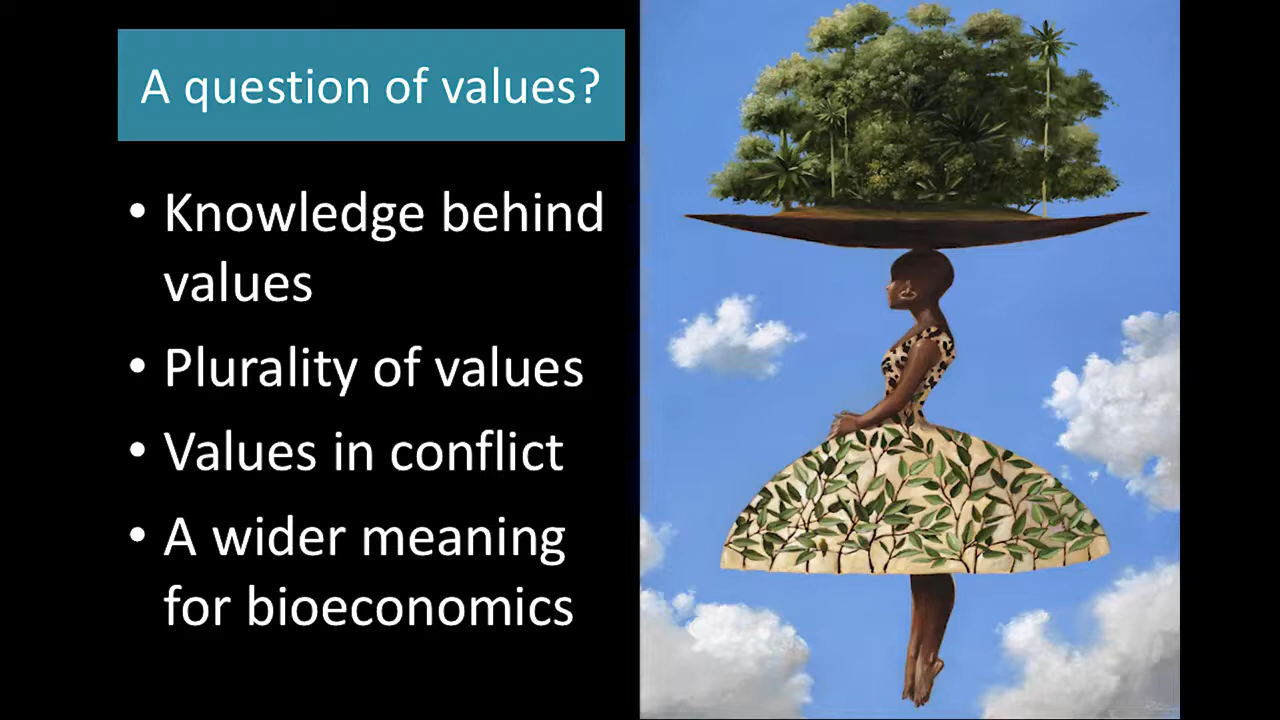 A question of values?
• Knowledge behind
values
• Plurality of values
• Values in conflict
• A wider meaning
for bioeconomics